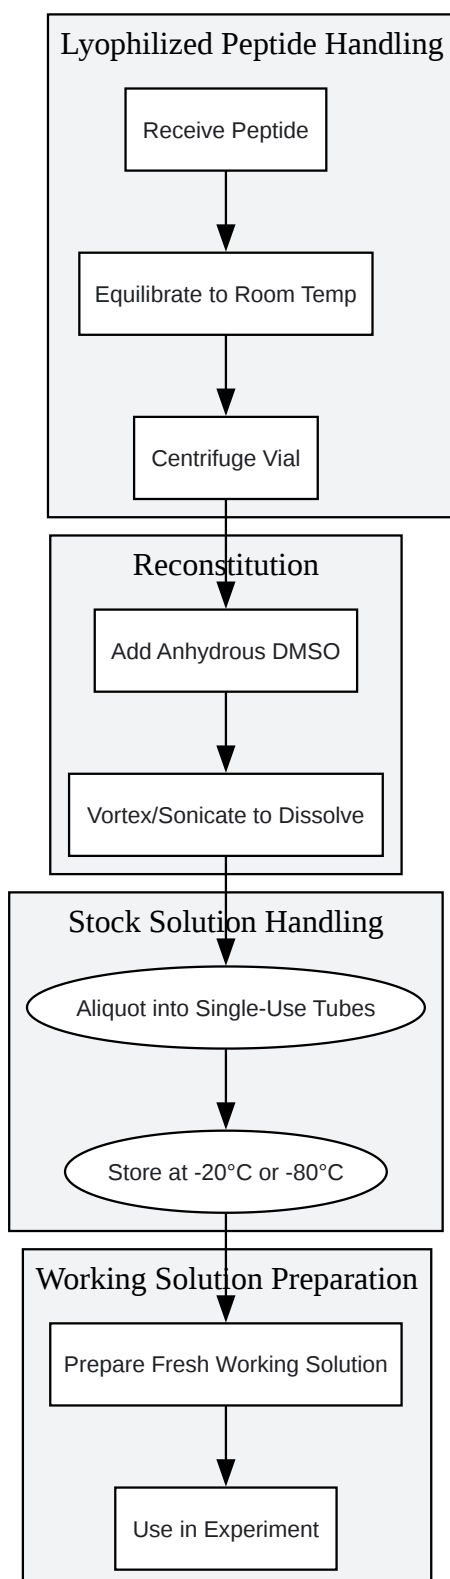 Lyophilized Peptide Handling
Receive Peptide
Equilibrate to Room Temp
Centrifuge Vial
Reconstitution
Add Anhydrous DMSO
Vortex/Sonicate to Dissolve
Stock Solution Handling
Aliquot into Single-Use Tubes
Store at -20°C or -80°C
Working Solution Preparation
Prepare Fresh Working Solution
Use in Experiment